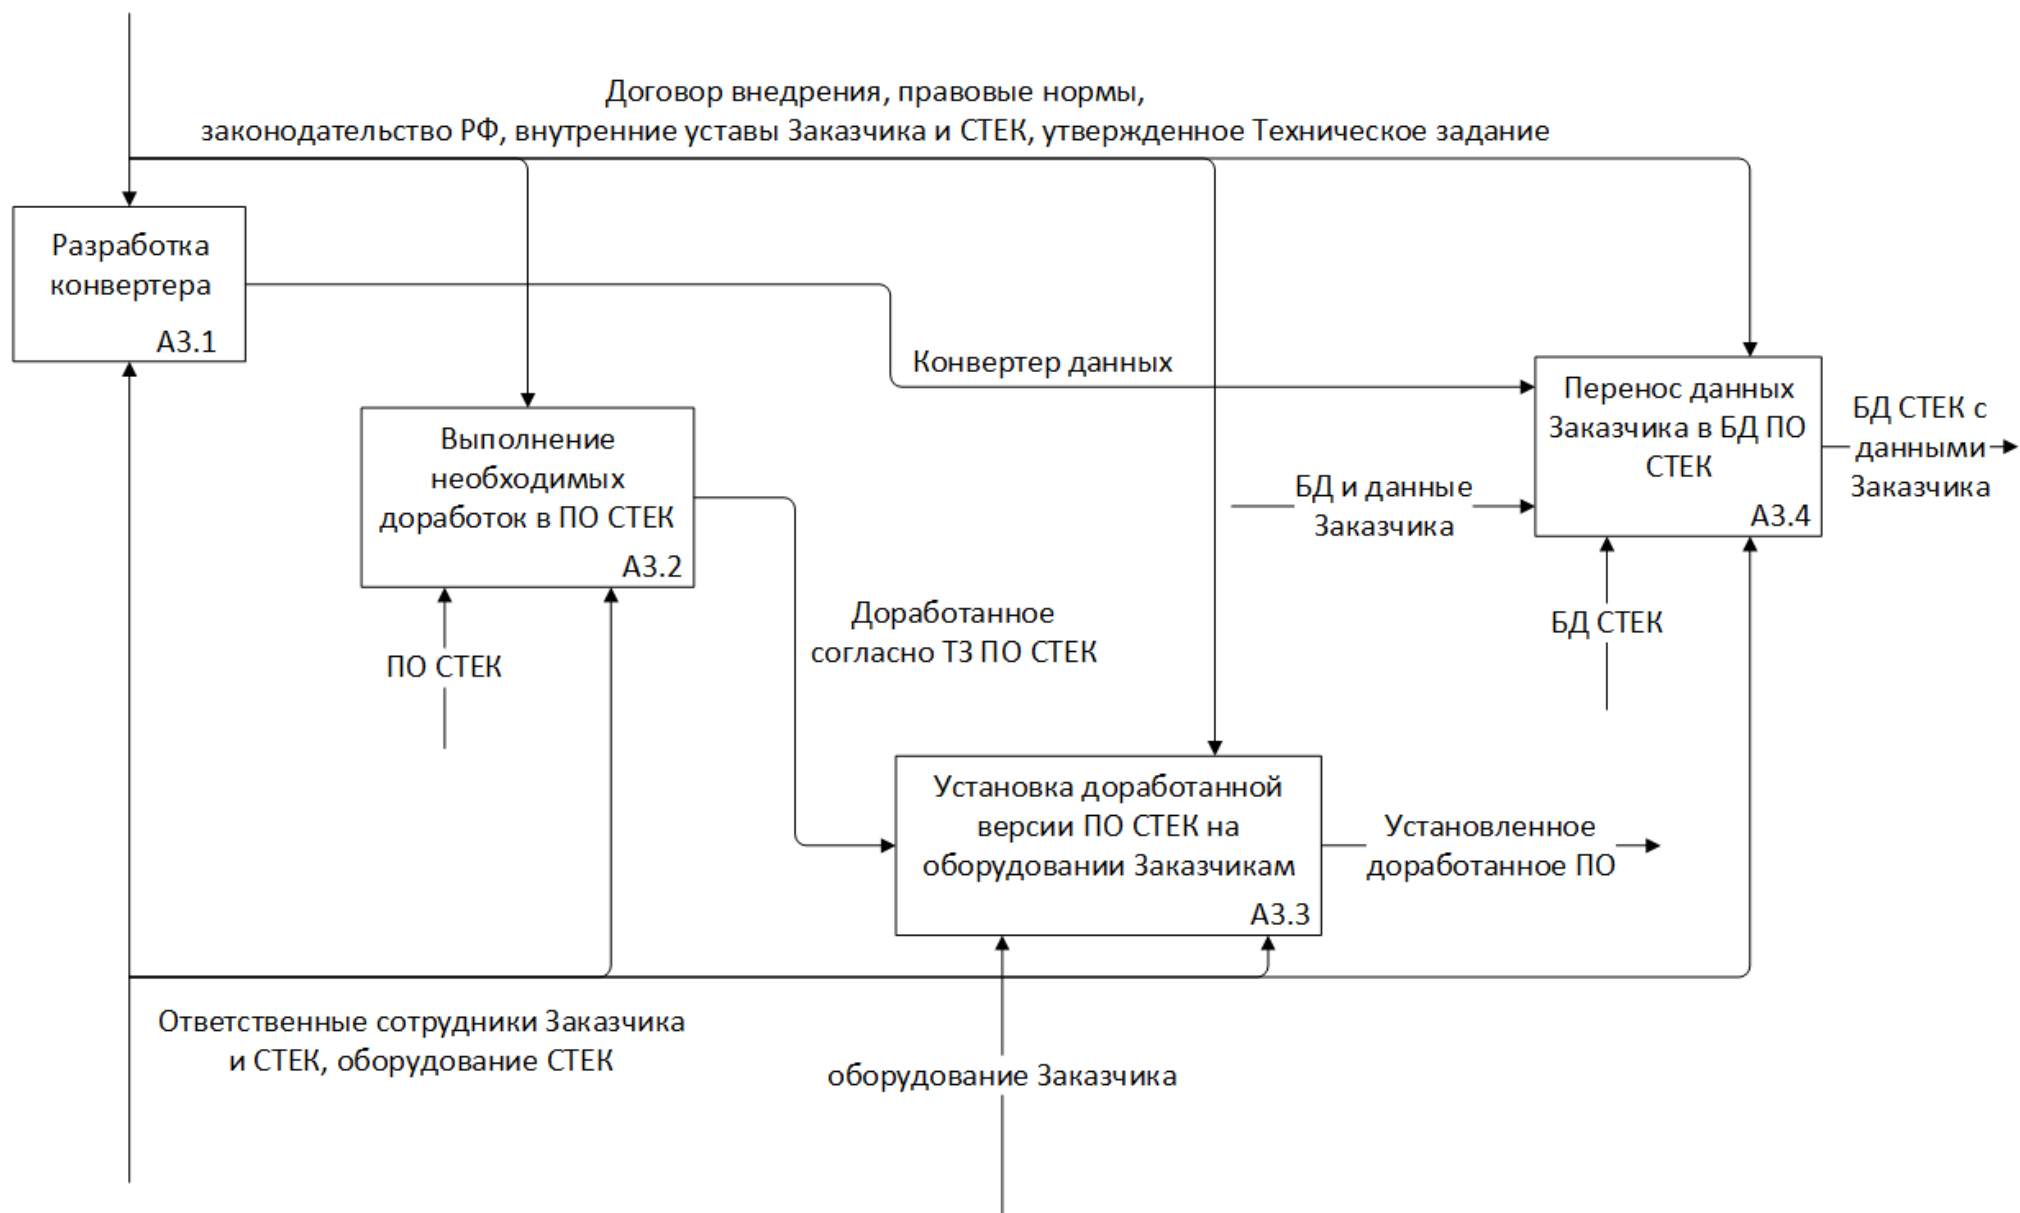 Договор внедрения, правовые нормы,
законодательство РФ, внутренние уставы Заказчика и СТЕК, утвержденное Техническое задание
Разработка
конвертера
А3.1
Конвертер данных
Перенос данных
Заказчика в БД ПО
СТЕК
А3.4
БД СТЕК с
данными
Заказчика
Выполнение
необходимых
доработок в ПО СТЕК
А3.2
БД и данные
Заказчика
ПО СТЕК
Доработанное
согласно ТЗ ПО СТЕК
БД СТЕК
Установка доработанной
версии ПО СТЕК на
оборудовании Заказчикам
А3.3
Установленное
доработанное ПО
Ответственные сотрудники Заказчика
и СТЕК, оборудование СТЕК
оборудование Заказчика